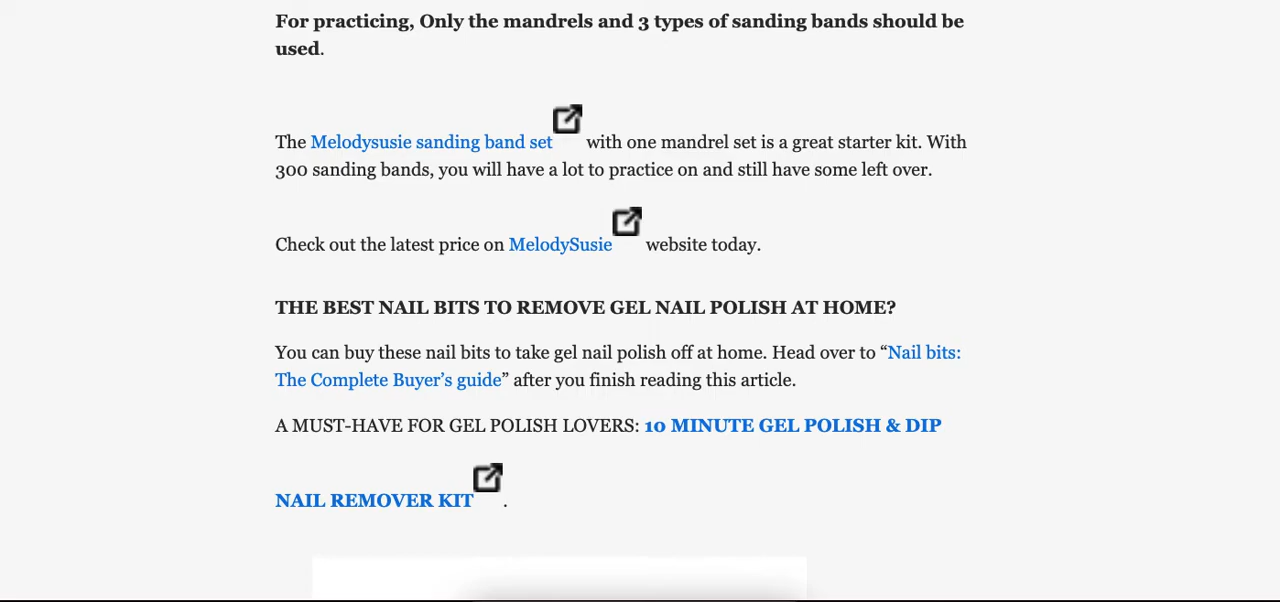 For practicing, Only the mandrels and 3 types of sanding bands should be
used.
The Melodysusie sanding band set with one mandrel set is a great starter kit. With
300 sanding bands, you will have a lot to practice on and still have some left over.
Check out the latest price on MelodySusie website today.
THE BEST NAIL BITS TO REMOVE GEL NAIL POLISH AT HOME?
You can buy these nail bits to take gel nail polish off at home. Head over to “Nail bits:
The Complete Buyer’s guide” after you finish reading this article.
A MUST-HAVE FOR GEL POLISH LOVERS: 10 MINUTE GEL POLISH & DIP
NAIL REMOVER KIT.